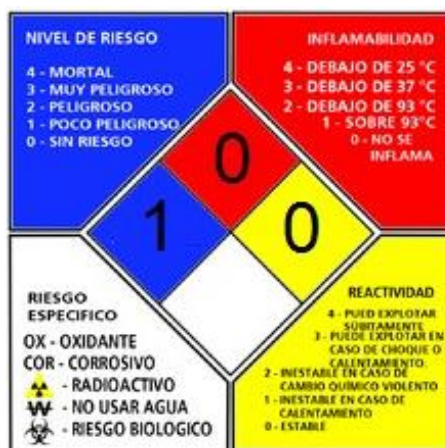 NIVEL DE RIESGO
4 - MORTAL
3 - MUY PELIGROSO
2 - PELIGROSO
1 - POCO PELIGROSO
0 - SIN RIESGO
INFLAMABILIDAD
4 - DEBAJO DE 25 °C
3 - DEBAJO DE 37 °C
2 - DEBAJO DE 93 °C
1 - SOBRE 93°C
0 - NO SE
INFLAMA
0
1
0
RIESGO
ESPECIFICO
OX - OXIDANTE
COR - CORROSIVO
- RADIOACTIVO
W - NO USAR AGUA
- RIESGO BIOLOGICO
REACTIVIDAD
4 - PUED EXPLOTAR
SÚBITAMENTE
3 - PUEDE EXPLOTAR EN
CASO DE CHOQUE O
CALENTAMIENTO.
2 - INESTABLE EN CASO DE
CAMBIO QUÍMICO VIOLENTO
1 - INESTABLE EN CASO DE
CALENTAMIENTO
0 - ESTABLE